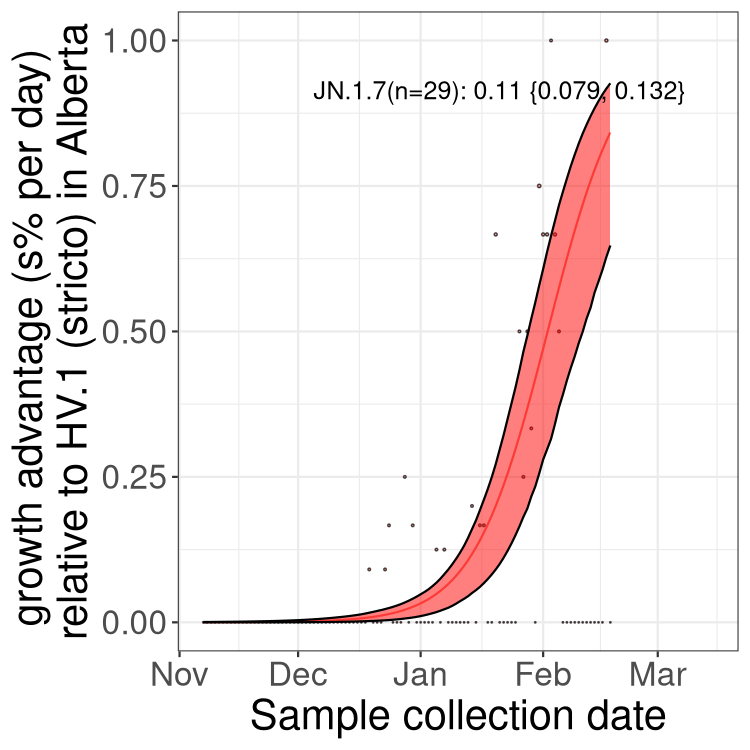 growth advantage (s% per day)
relative to HV.1 (stricto) in Alberta
1.00
0.75
0.50
0.25
0.00
JN.1.7(n=29): 0.11 {0.079, 0.132}
Nov Dec Jan Feb Mar
Sample collection date